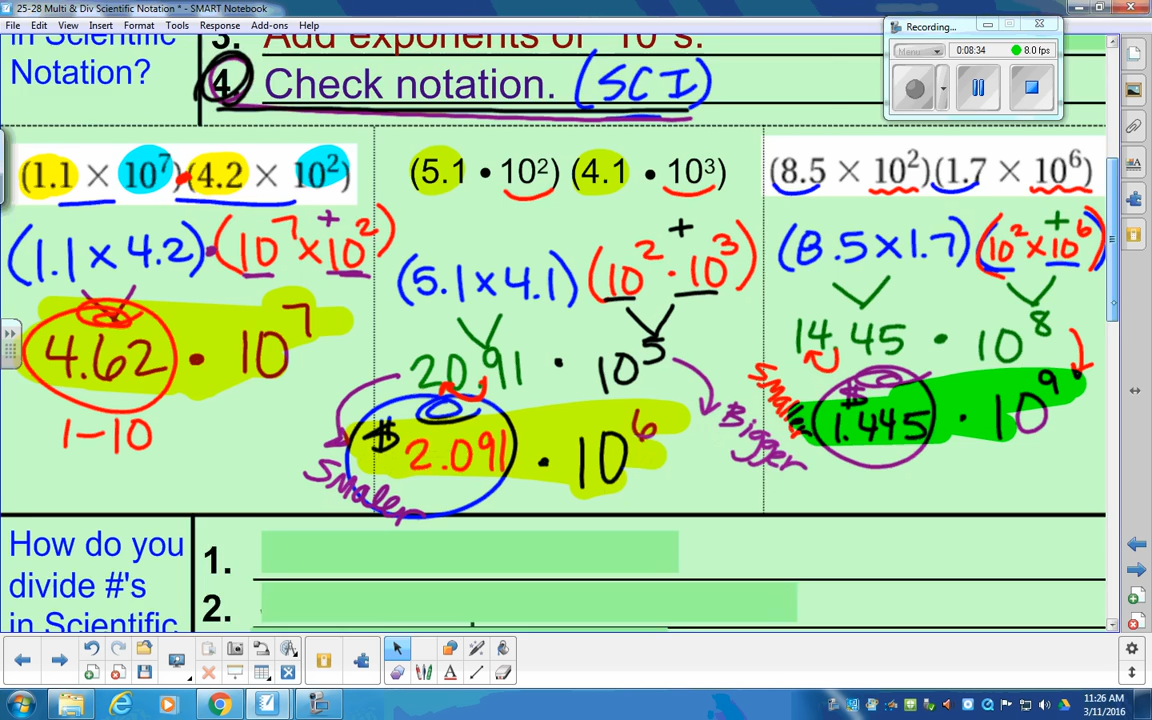 25-28 Multi & Div Scientific Notation * - SMART Notebook
File Edit View Insert Format Tools Responses Add-ons Help
Recording...
Menu 0:08:34 8.0 fps
in Scientific
Notation?
3. Add exponents of "10"s.
4. Check notation. (SCI)
(1.1 × 10⁷)(4.2 × 10²)
(1.1 x 4.2)·(10⁷ x 10²)
+
4.62 · 10⁷
1-10
(5.1 • 10²) (4.1 • 10³)
+
(5.1 x 4.1) (10² · 10³)
20.91 · 10⁵
$ 2.091 · 10⁶
Smaller
Bigger
(8.5 × 10²)(1.7 × 10⁶)
+
(8.5 x 1.7) (10² x 10⁶)
14.45 · 10⁸
$ 1.445 · 10⁹
How do you
divide #'s
in Scientific
1.
2.
11:26 AM
3/11/2016